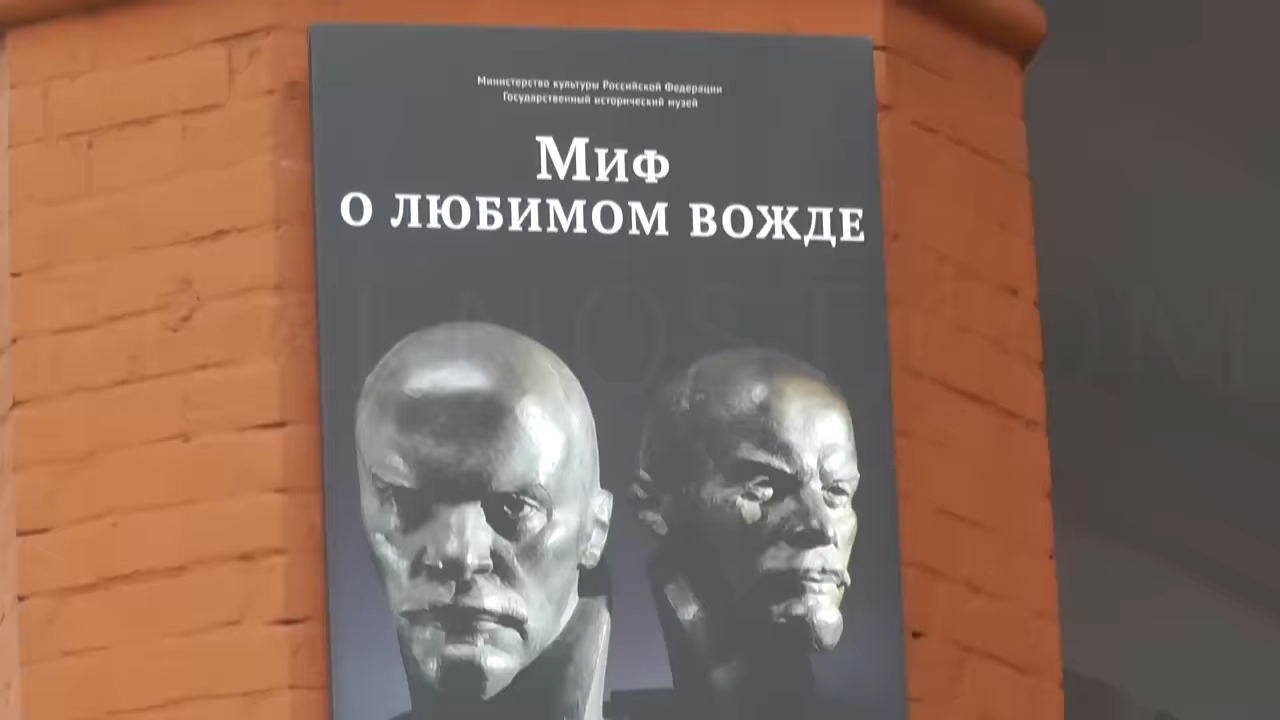 Министерство культуры Российской Федерации
Государственный исторический музей
Миф
о любимом вожде